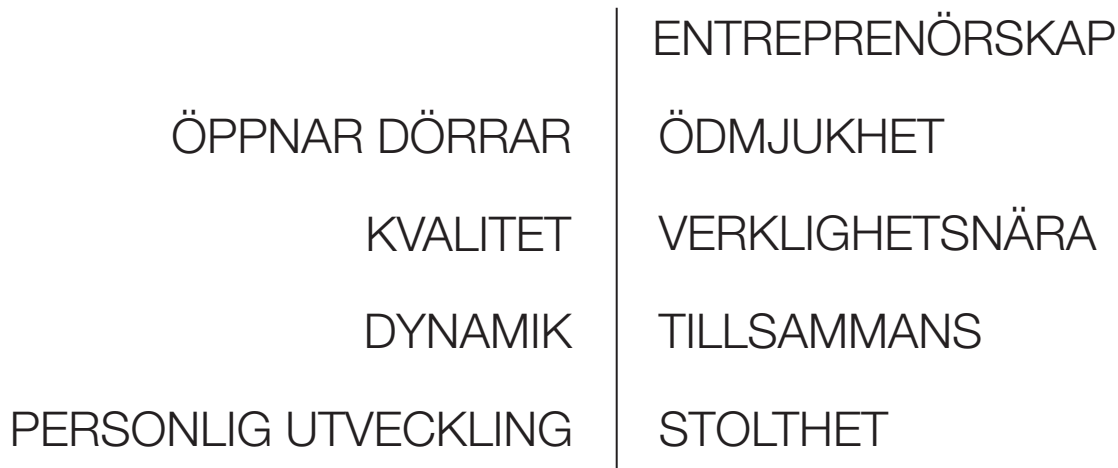 ENTREPRENÖRSKAP
ÖPPNAR DÖRRAR
ÖDMJUKHET
KVALITET
VERKLIGHETSNÄRA
DYNAMIK
TILLSAMMANS
PERSONLIG UTVECKLING
STOLTHET